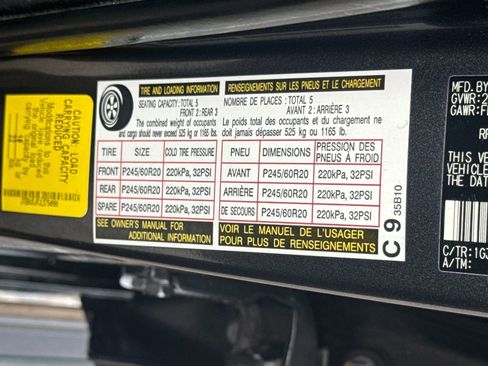 CAUTION: LOAD
CARRYING CAPACITY
REDUCED
TIRE AND LOADING INFORMATION
SEATING CAPACITY:TOTAL 5
FRONT 2:REAR 3
The combined weight of occupants
and cargo should never exceed 525 kg or 1165 lbs.
TIRE SIZE COLD TIRE PRESSURE
FRONT P245/60R20 220kPa, 32PSI
REAR P245/60R20 220kPa, 32PSI
SPARE P245/60R20 220kPa, 32PSI
SEE OWNER'S MANUAL FOR
ADDITIONAL INFORMATION
RENSEIGNEMENTS SUR LES PNEUS ET LE CHARGEMENT
NOMBRE DE PLACES : TOTAL 5
AVANT 2 : ARRIÈRE 3
Le poids total des occupants et du chargement ne
doit jamais dépasser 525 kg ou 1165 lb.
PNEU DIMENSIONS PRESSION DES
PNEUS À FROID
AVANT P245/60R20 220kPa, 32PSI
ARRIÈRE P245/60R20 220kPa, 32PSI
DE SECOURS P245/60R20 220kPa, 32PSI
VOIR LE MANUEL DE L'USAGER
POUR PLUS DE RENSEIGNEMENTS
C 9 35B10
MFD.BY
GVWR:2
GAWR:F
THIS VEH
VEHICLE
THE DAT
C/TR:1G3
A/TM: